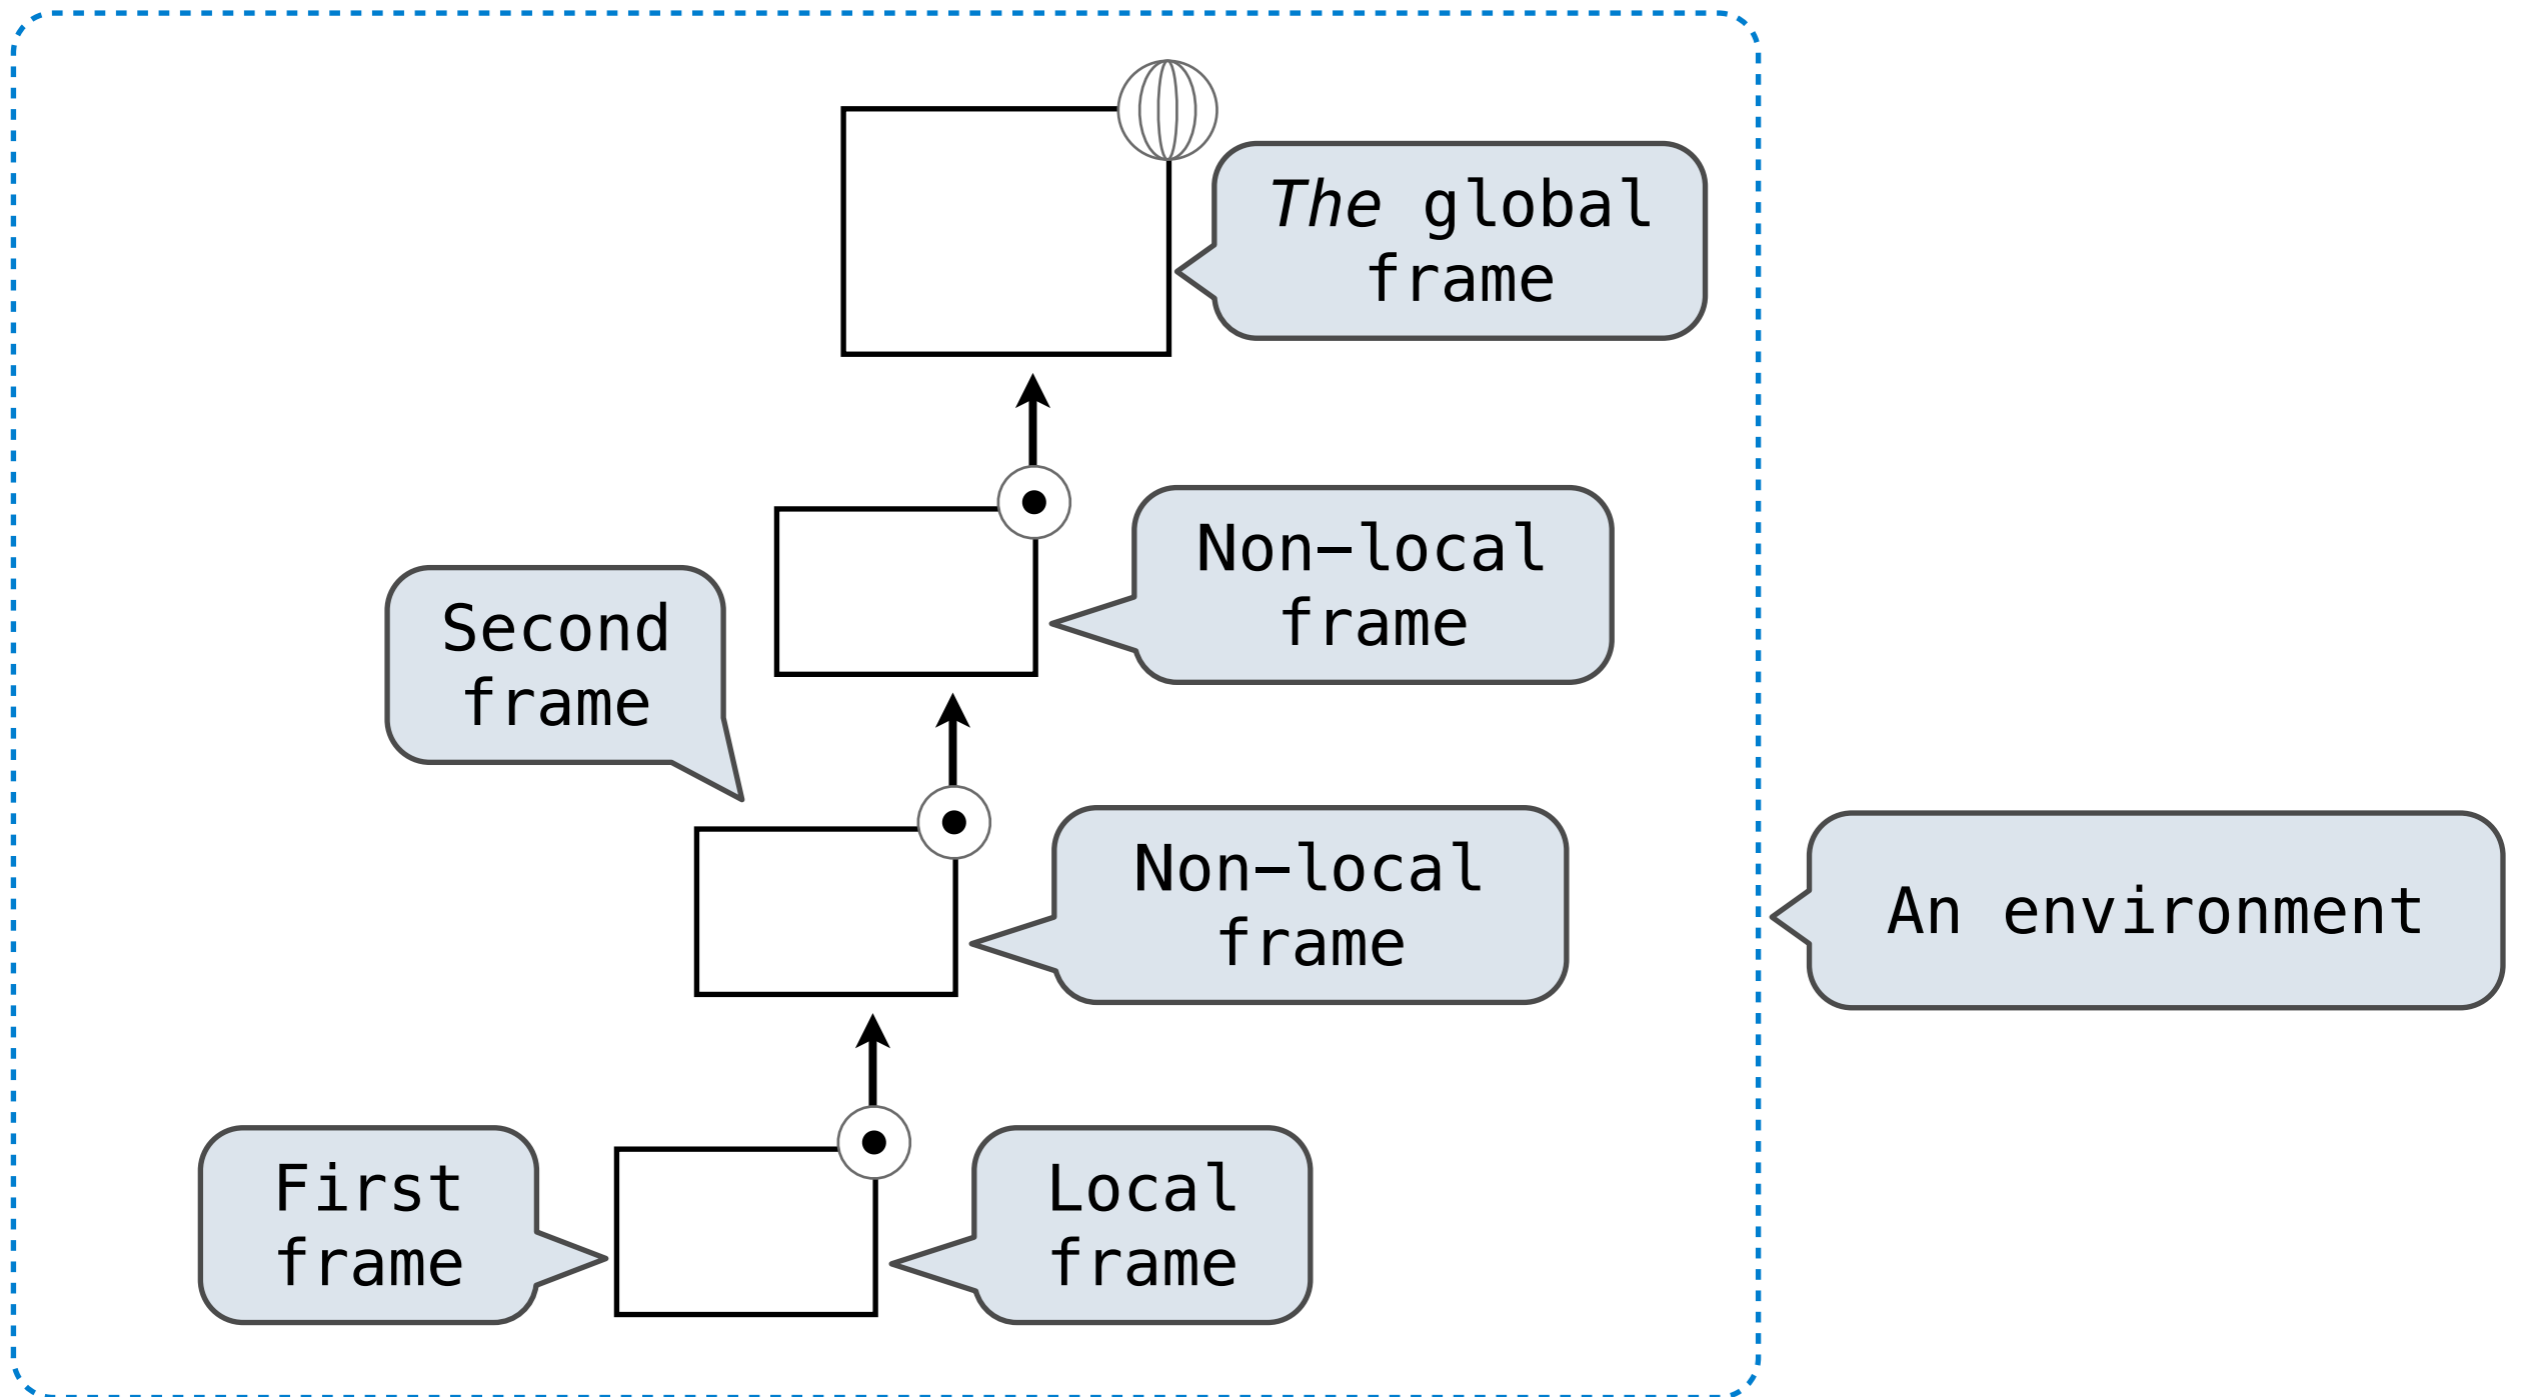 The global
frame
Non-local
frame
Second
frame
Non-local
frame
An environment
First
frame
Local
frame